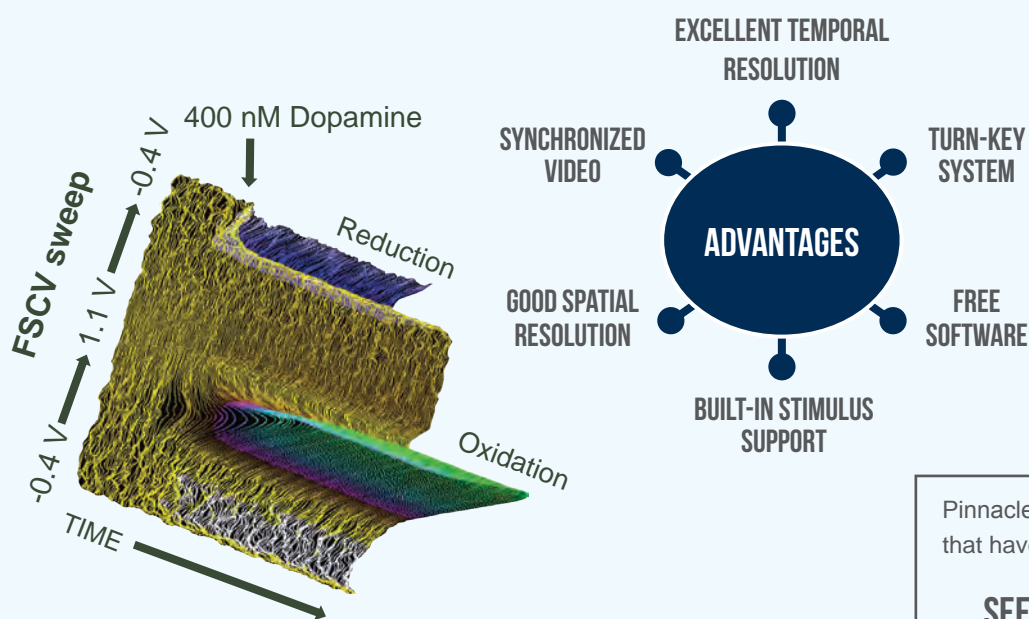 400 nM Dopamine
Reduction
Oxidation
FSCV sweep
-0.4 V
1.1 V
-0.4 V
TIME
EXCELLENT TEMPORAL
RESOLUTION
SYNCHRONIZED
VIDEO
TURN-KEY
SYSTEM
ADVANTAGES
GOOD SPATIAL
RESOLUTION
FREE
SOFTWARE
BUILT-IN STIMULUS
SUPPORT
Pinnacle
that have